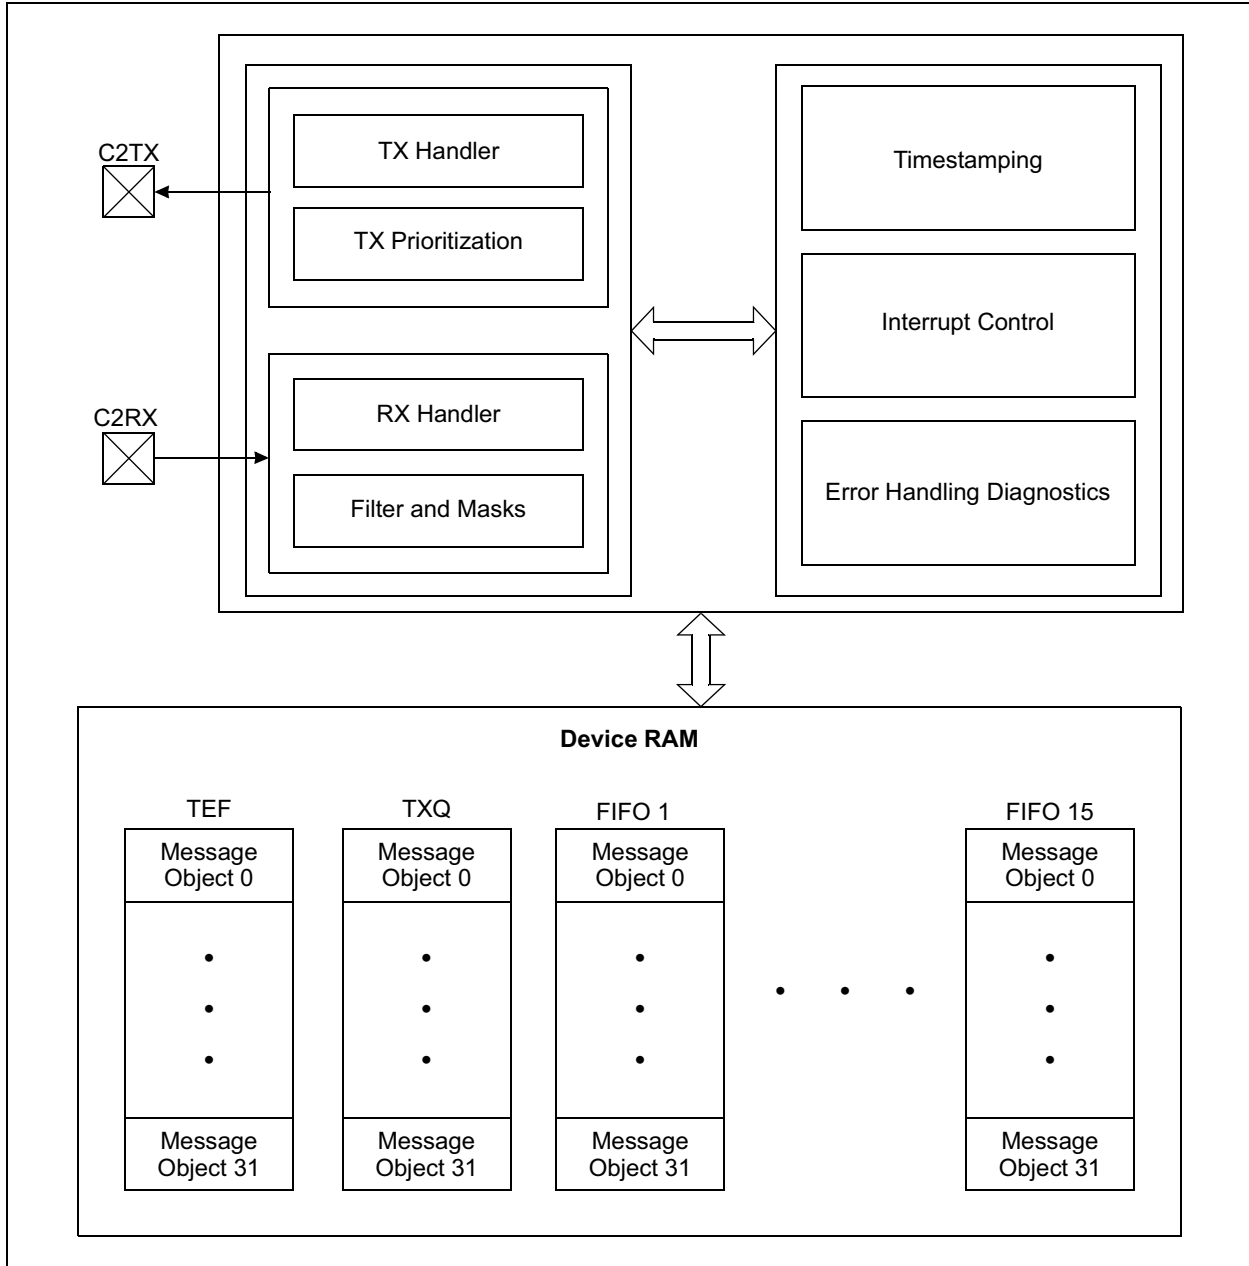 C2TX
TX Handler
TX Prioritization
C2RX
RX Handler
Filter and Masks
Timestamping
Interrupt Control
Error Handling Diagnostics
Device RAM
TEF
TXQ
FIFO 1
FIFO 15
Message
Object 0
Message
Object 0
Message
Object 0
Message
Object 0
Message
Object 31
Message
Object 31
Message
Object 31
Message
Object 31